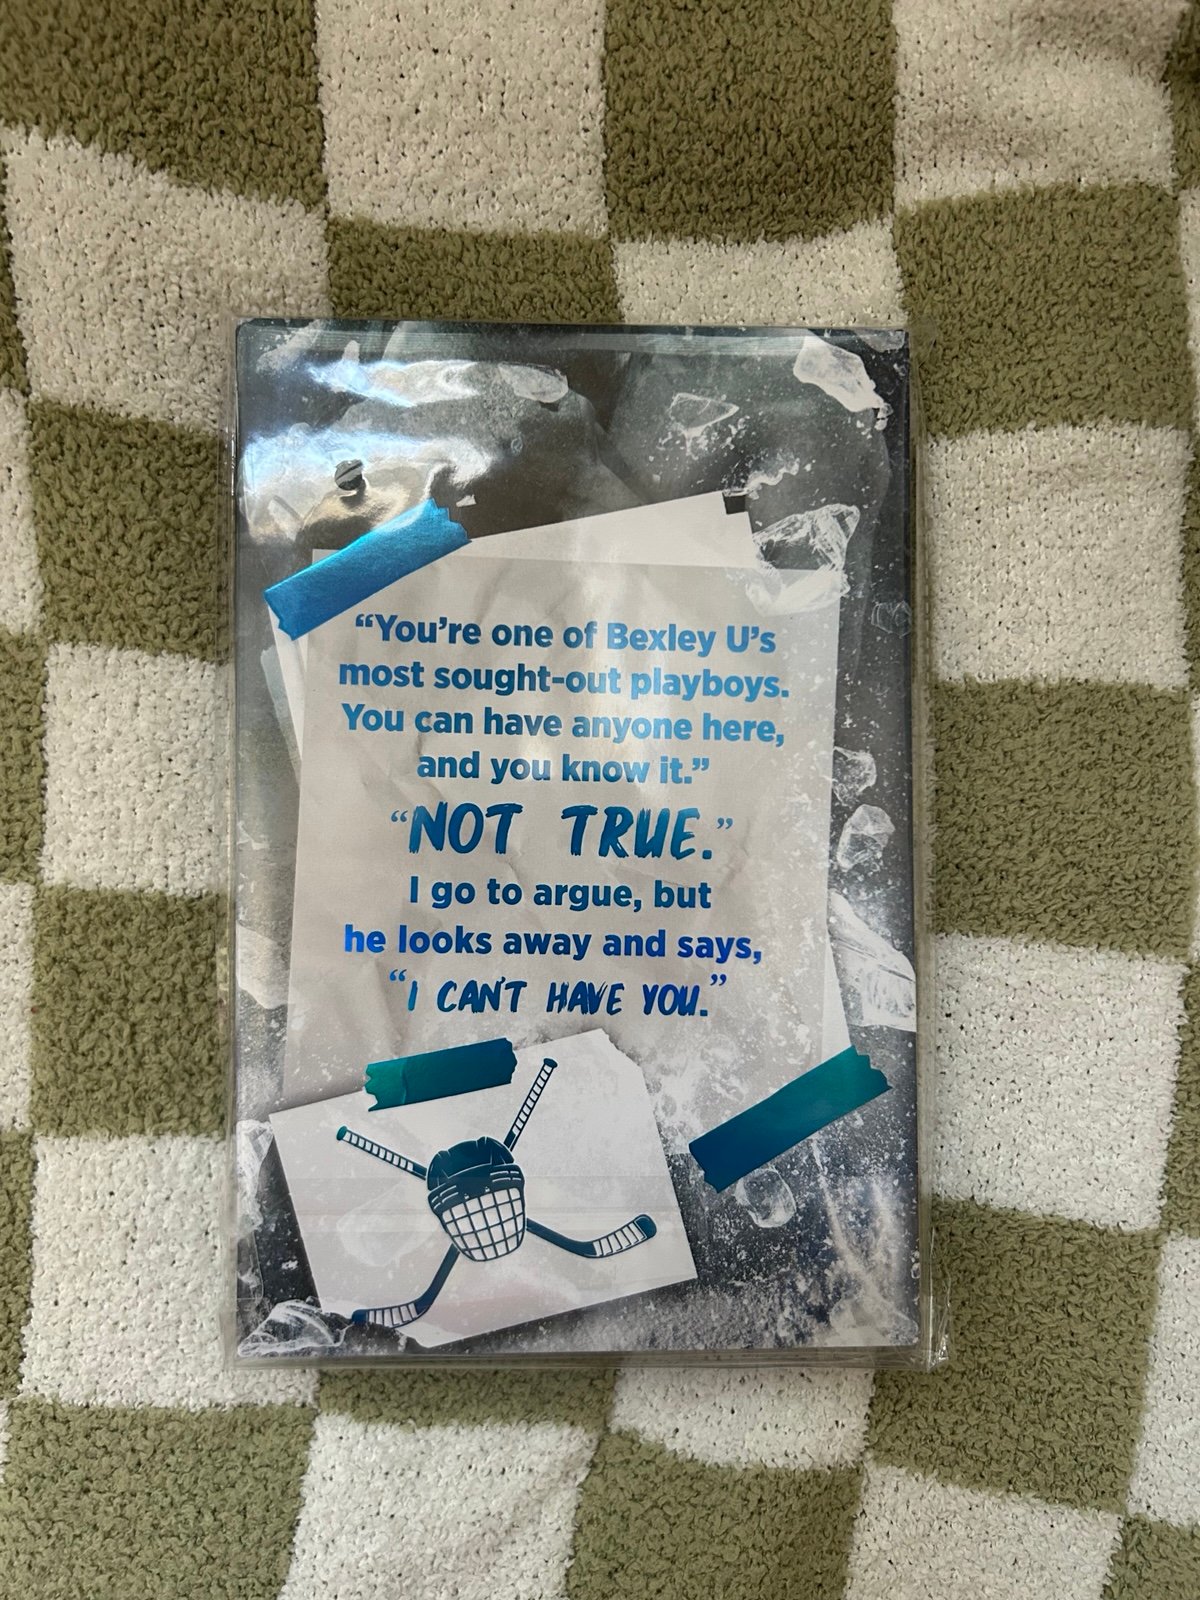 “You’re one of Bexley U’s
most sought-out playboys.
You can have anyone here,
and you know it.”
“NOT TRUE.”
I go to argue, but
he looks away and says,
“I CAN’T HAVE YOU.”